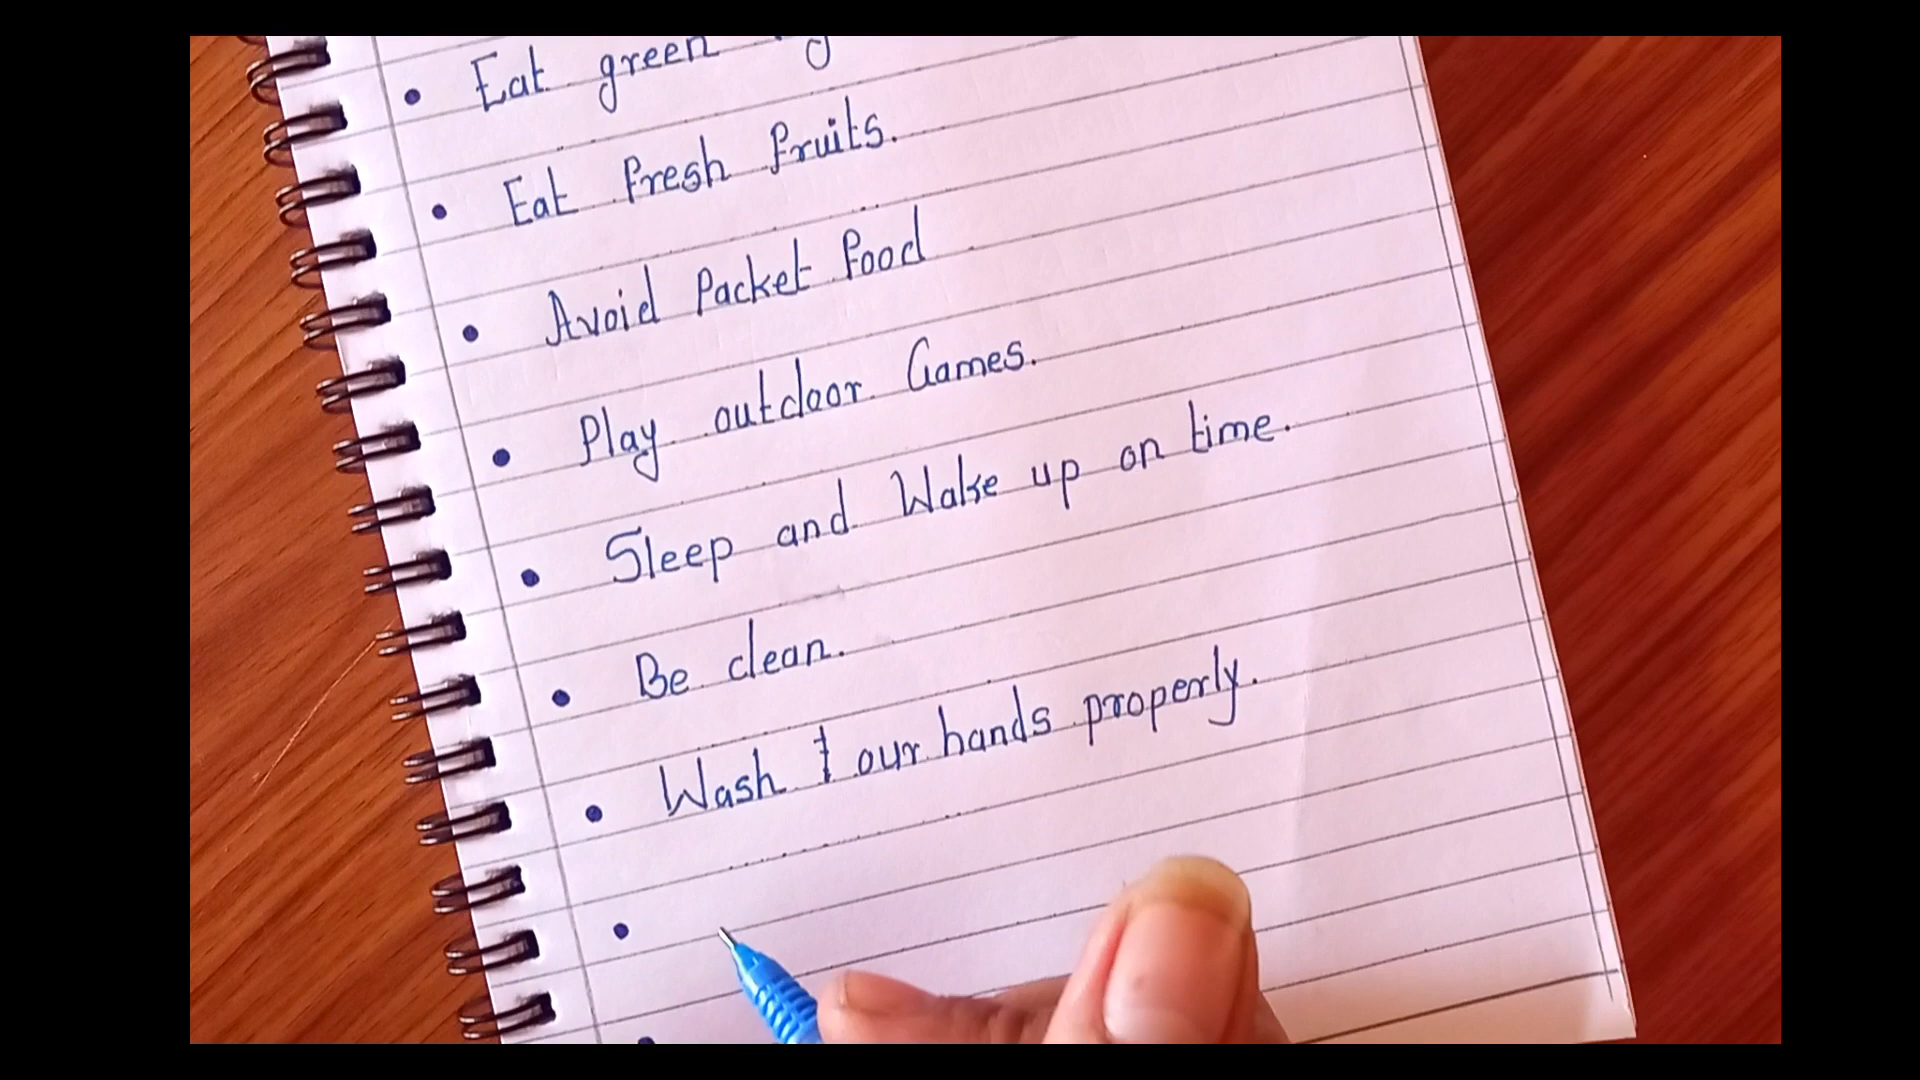 • Eat green
• Eat fresh fruits.
• Avoid Packet food
• Play outdoor Games.
• Sleep and Wake up on time.
• Be clean.
• Wash our hands properly.
•